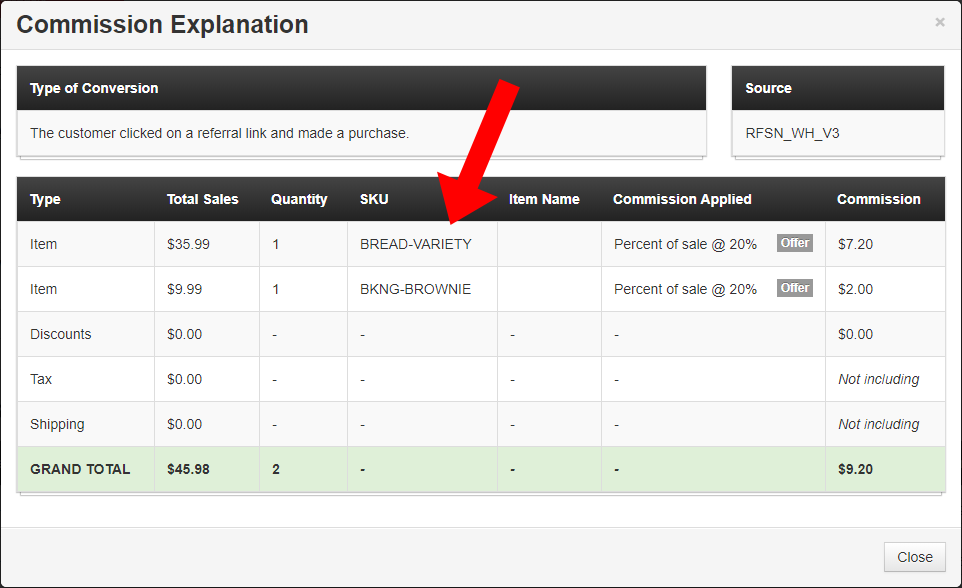 Commission Explanation ×
Type of Conversion
The customer clicked on a referral link and made a purchase.
Source
RFSN_WH_V3
Type Total Sales Quantity SKU Item Name Commission Applied Commission
Item $35.99 1 BREAD-VARIETY Percent of sale @ 20% Offer $7.20
Item $9.99 1 BKNG-BROWNIE Percent of sale @ 20% Offer $2.00
Discounts $0.00 - - - - $0.00
Tax $0.00 - - - - Not including
Shipping $0.00 - - - - Not including
GRAND TOTAL $45.98 2 - - - $9.20
Close